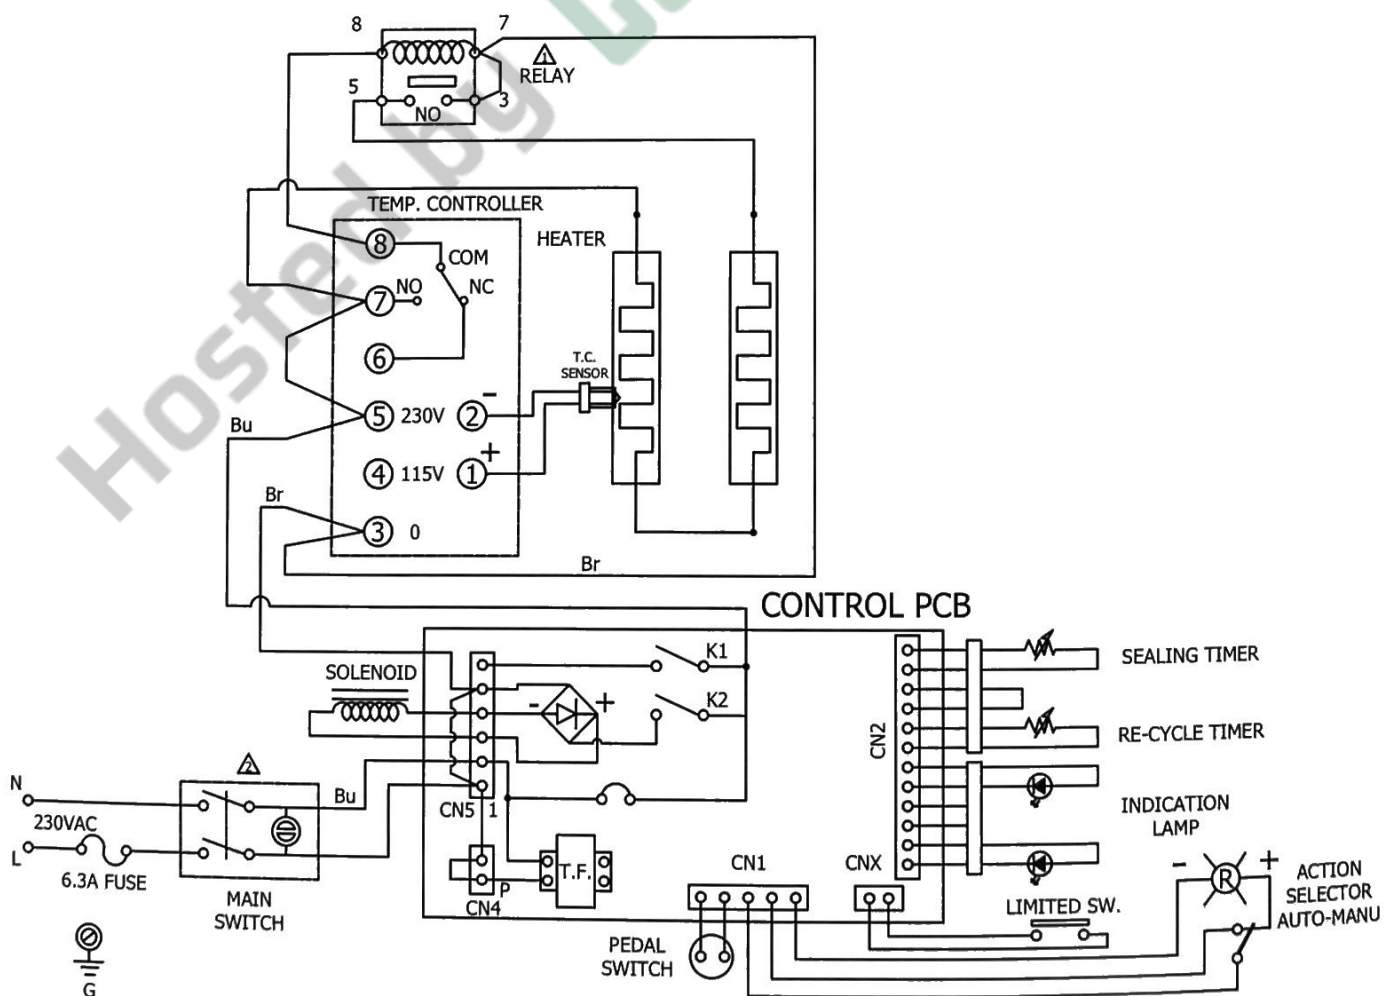 Hosted by
8
7
1
RELAY
5
3
NO
TEMP. CONTROLLER
8
COM
HEATER
7
NO
NC
6
T.C.
SENSOR
5
230V
2
-
Bu
4
115V
1
+
Br
3
0
Br
CONTROL PCB
SOLENOID
K1
-
+
K2
CN2
SEALING TIMER
RE-CYCLE TIMER
2
N
230VAC
L
6.3A FUSE
Bu
MAIN
SWITCH
CN5
1
INDICATION
LAMP
T.F.
P
CN4
CN1
CNX
-
R
+
ACTION
SELECTOR
AUTO-MANU
LIMITED SW.
PEDAL
SWITCH
G